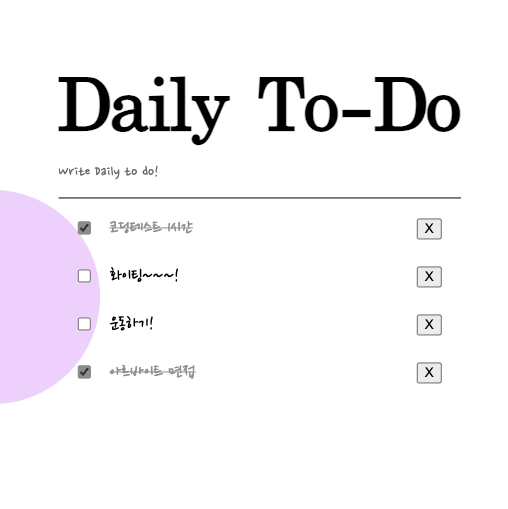 Daily To-Do
Write Daily to do!
코딩테스트 1시간 X
화이팅~~~! X
운동하기! X
아르바이트 면접 X